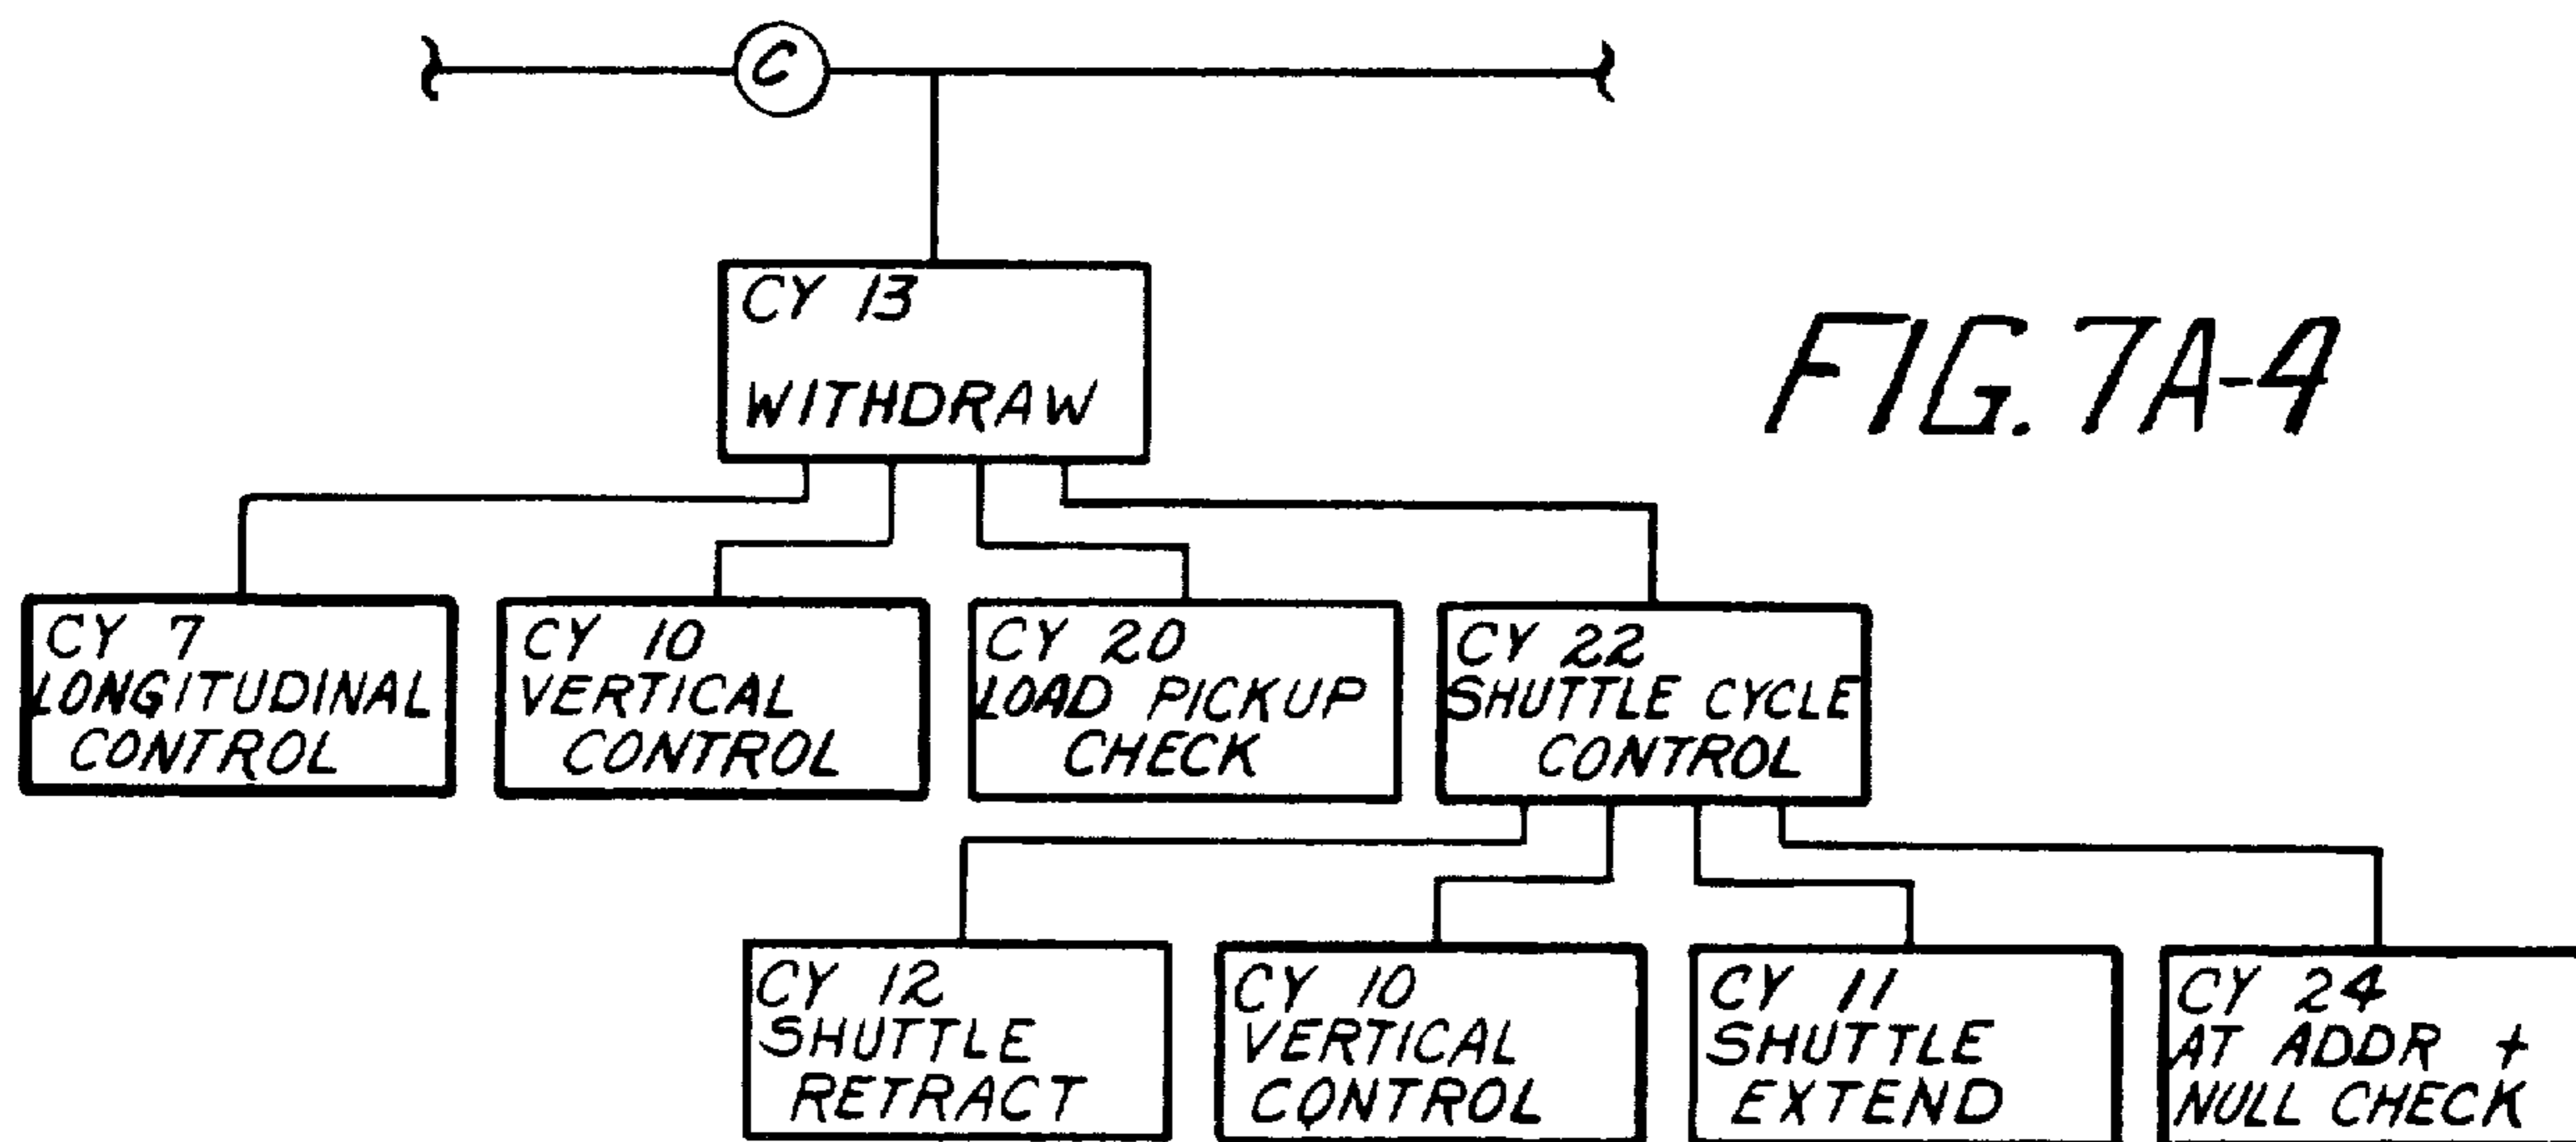 C
CY 13
WITHDRAW
FIG. 7A-4
CY 7
LONGITUDINAL
CONTROL
CY 10
VERTICAL
CONTROL
CY 20
LOAD PICKUP
CHECK
CY 22
SHUTTLE CYCLE
CONTROL
CY 12
SHUTTLE
RETRACT
CY 10
VERTICAL
CONTROL
CY 11
SHUTTLE
EXTEND
CY 24
AT ADDR +
NULL CHECK